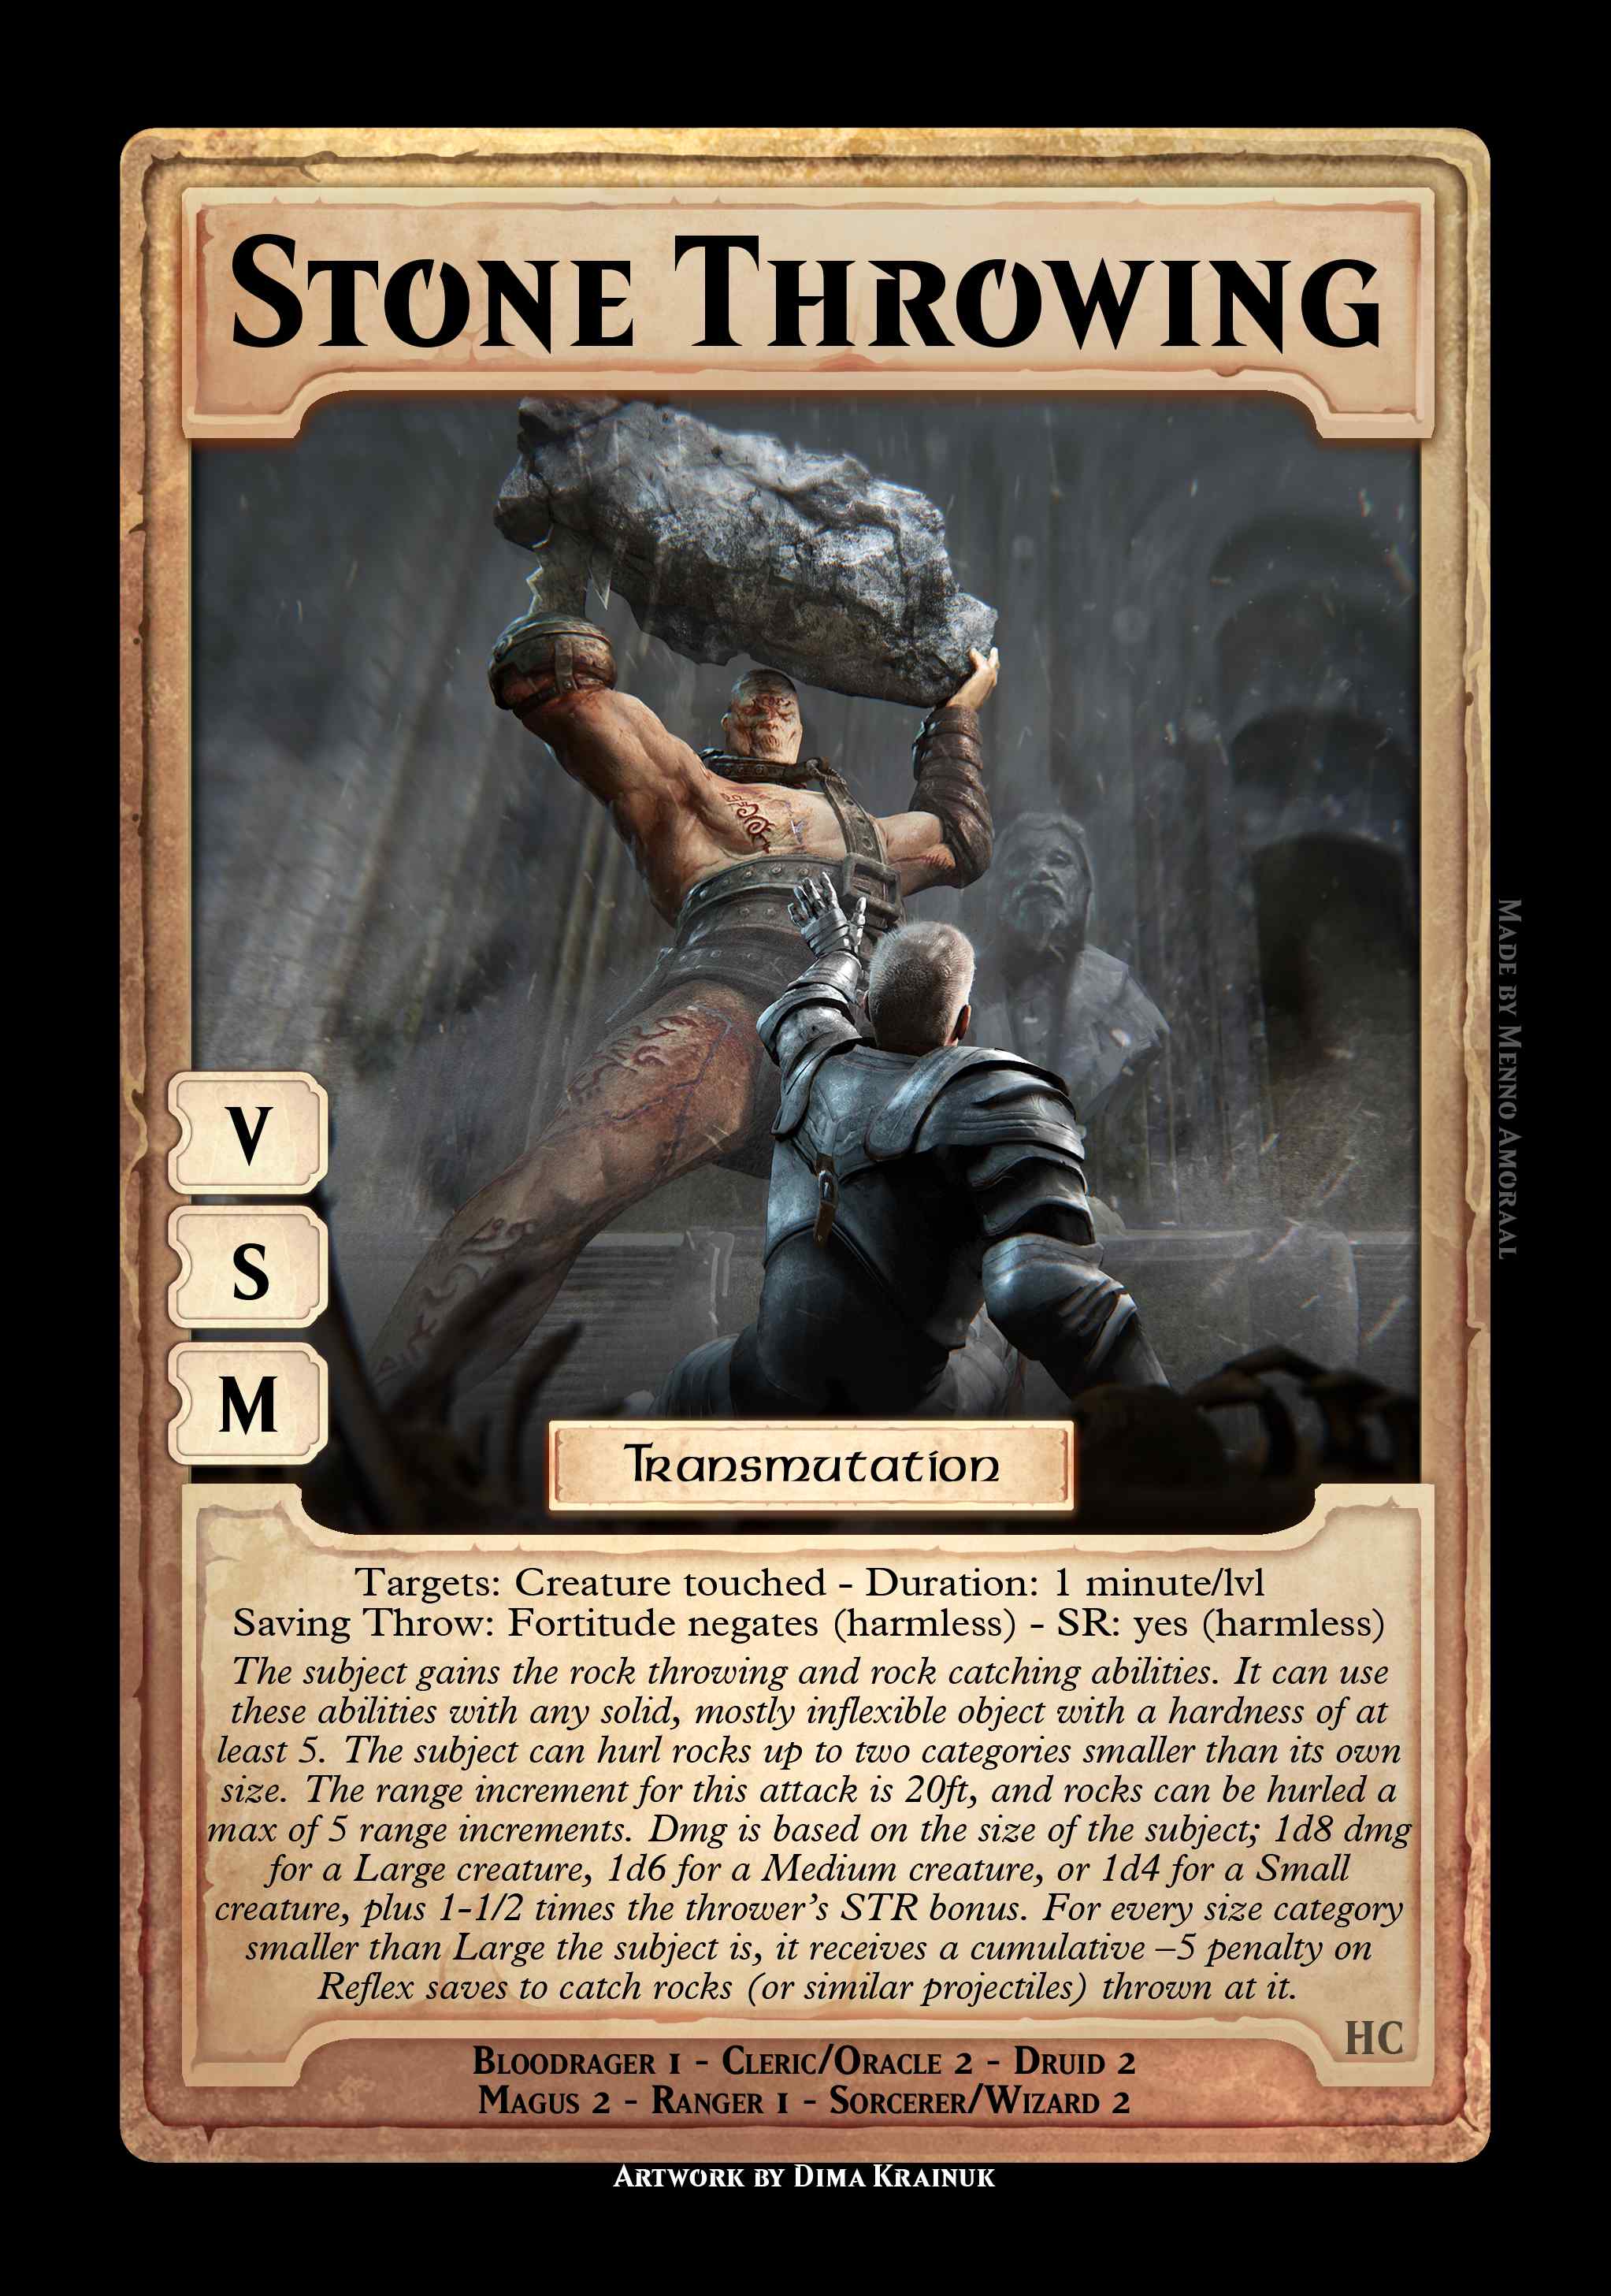 Stone Throwing
V
S
M
Transmutation
Targets: Creature touched - Duration: 1 minute/lvl
Saving Throw: Fortitude negates (harmless) - SR: yes (harmless)
The subject gains the rock throwing and rock catching abilities. It can use
these abilities with any solid, mostly inflexible object with a hardness of at
least 5. The subject can hurl rocks up to two categories smaller than its own
size. The range increment for this attack is 20ft, and rocks can be hurled a
max of 5 range increments. Dmg is based on the size of the subject; 1d8 dmg
for a Large creature, 1d6 for a Medium creature, or 1d4 for a Small
creature, plus 1-1/2 times the thrower's STR bonus. For every size category
smaller than Large the subject is, it receives a cumulative –5 penalty on
Reflex saves to catch rocks (or similar projectiles) thrown at it.
HC
Bloodrager 1 - Cleric/Oracle 2 - Druid 2
Magus 2 - Ranger 1 - Sorcerer/Wizard 2
Artwork by Dima Krainuk
Made by Menno Amoraal